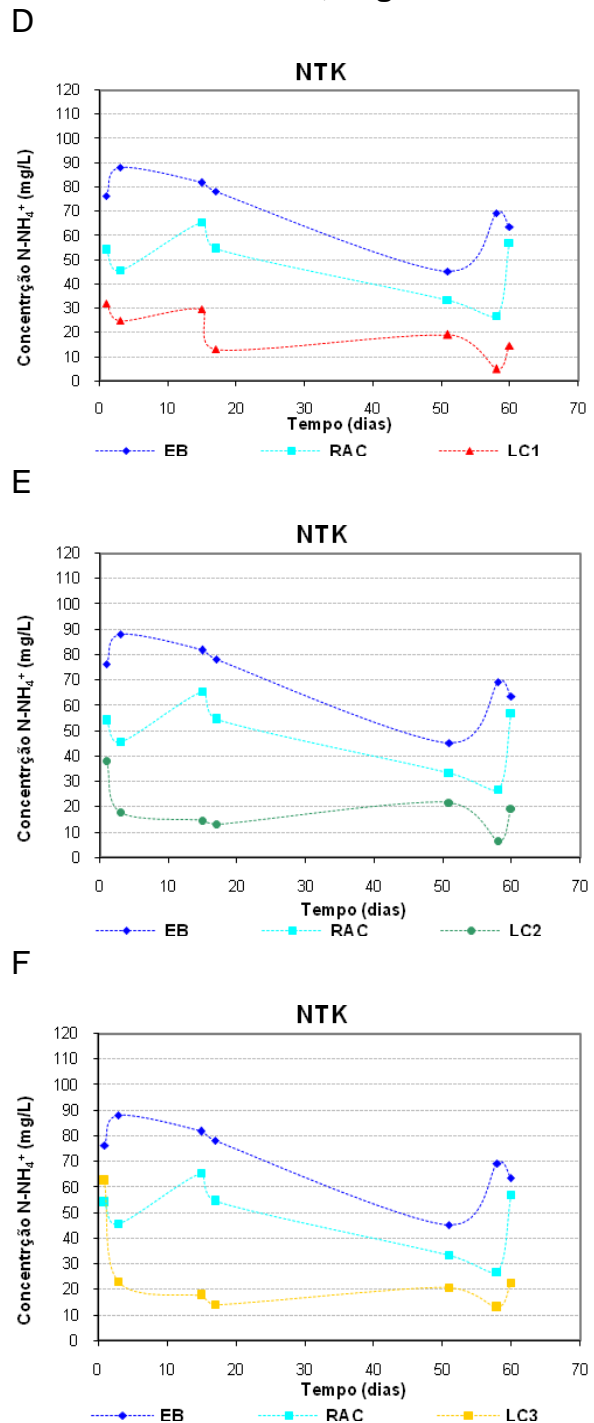 D
NTK
120
110
100
90
80
70
60
50
40
30
20
10
0
Concentrção N-NH₄⁺ (mg/L)
0 10 20 30 40 50 60 70
Tempo (dias)
EB RAC LC1
E
NTK
120
110
100
90
80
70
60
50
40
30
20
10
0
Concentrção N-NH₄⁺ (mg/L)
0 10 20 30 40 50 60 70
Tempo (dias)
EB RAC LC2
F
NTK
120
110
100
90
80
70
60
50
40
30
20
10
0
Concentrção N-NH₄⁺ (mg/L)
0 10 20 30 40 50 60 70
Tempo (dias)
EB RAC LC3